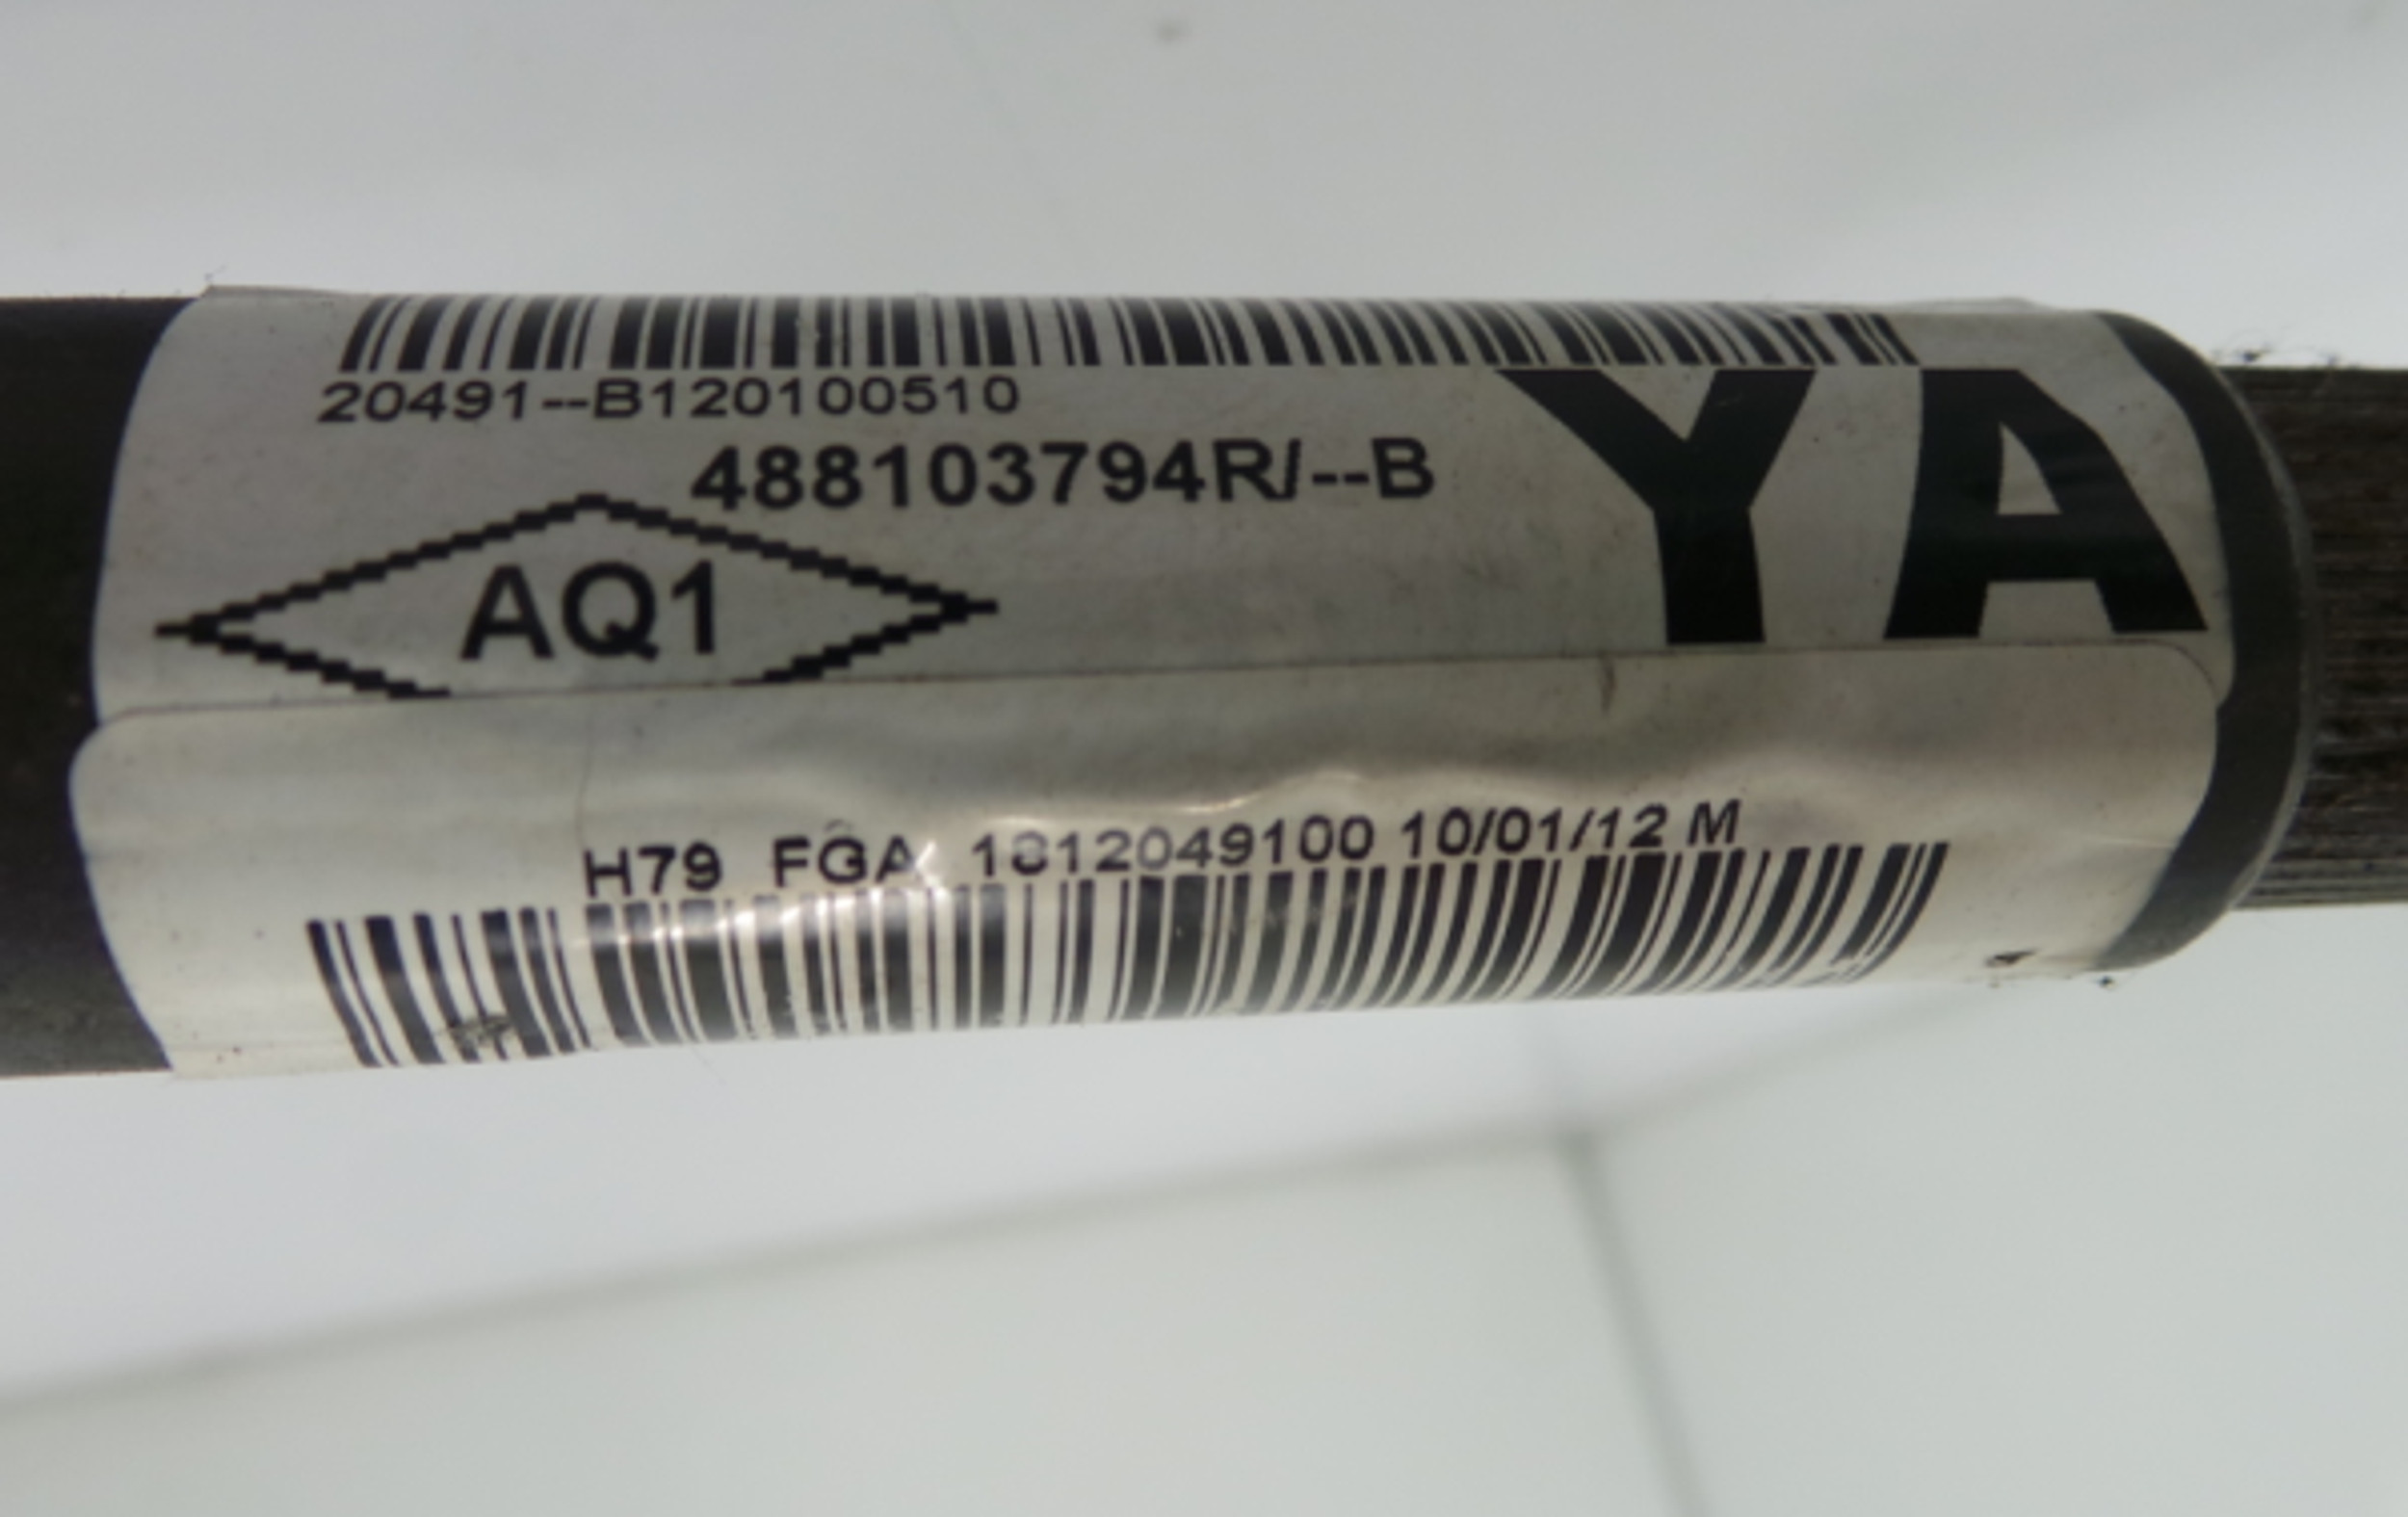 20491--B120100510
488103794R/--B
YA
AQ1
H79 FGA 1812049100 10/01/12 M